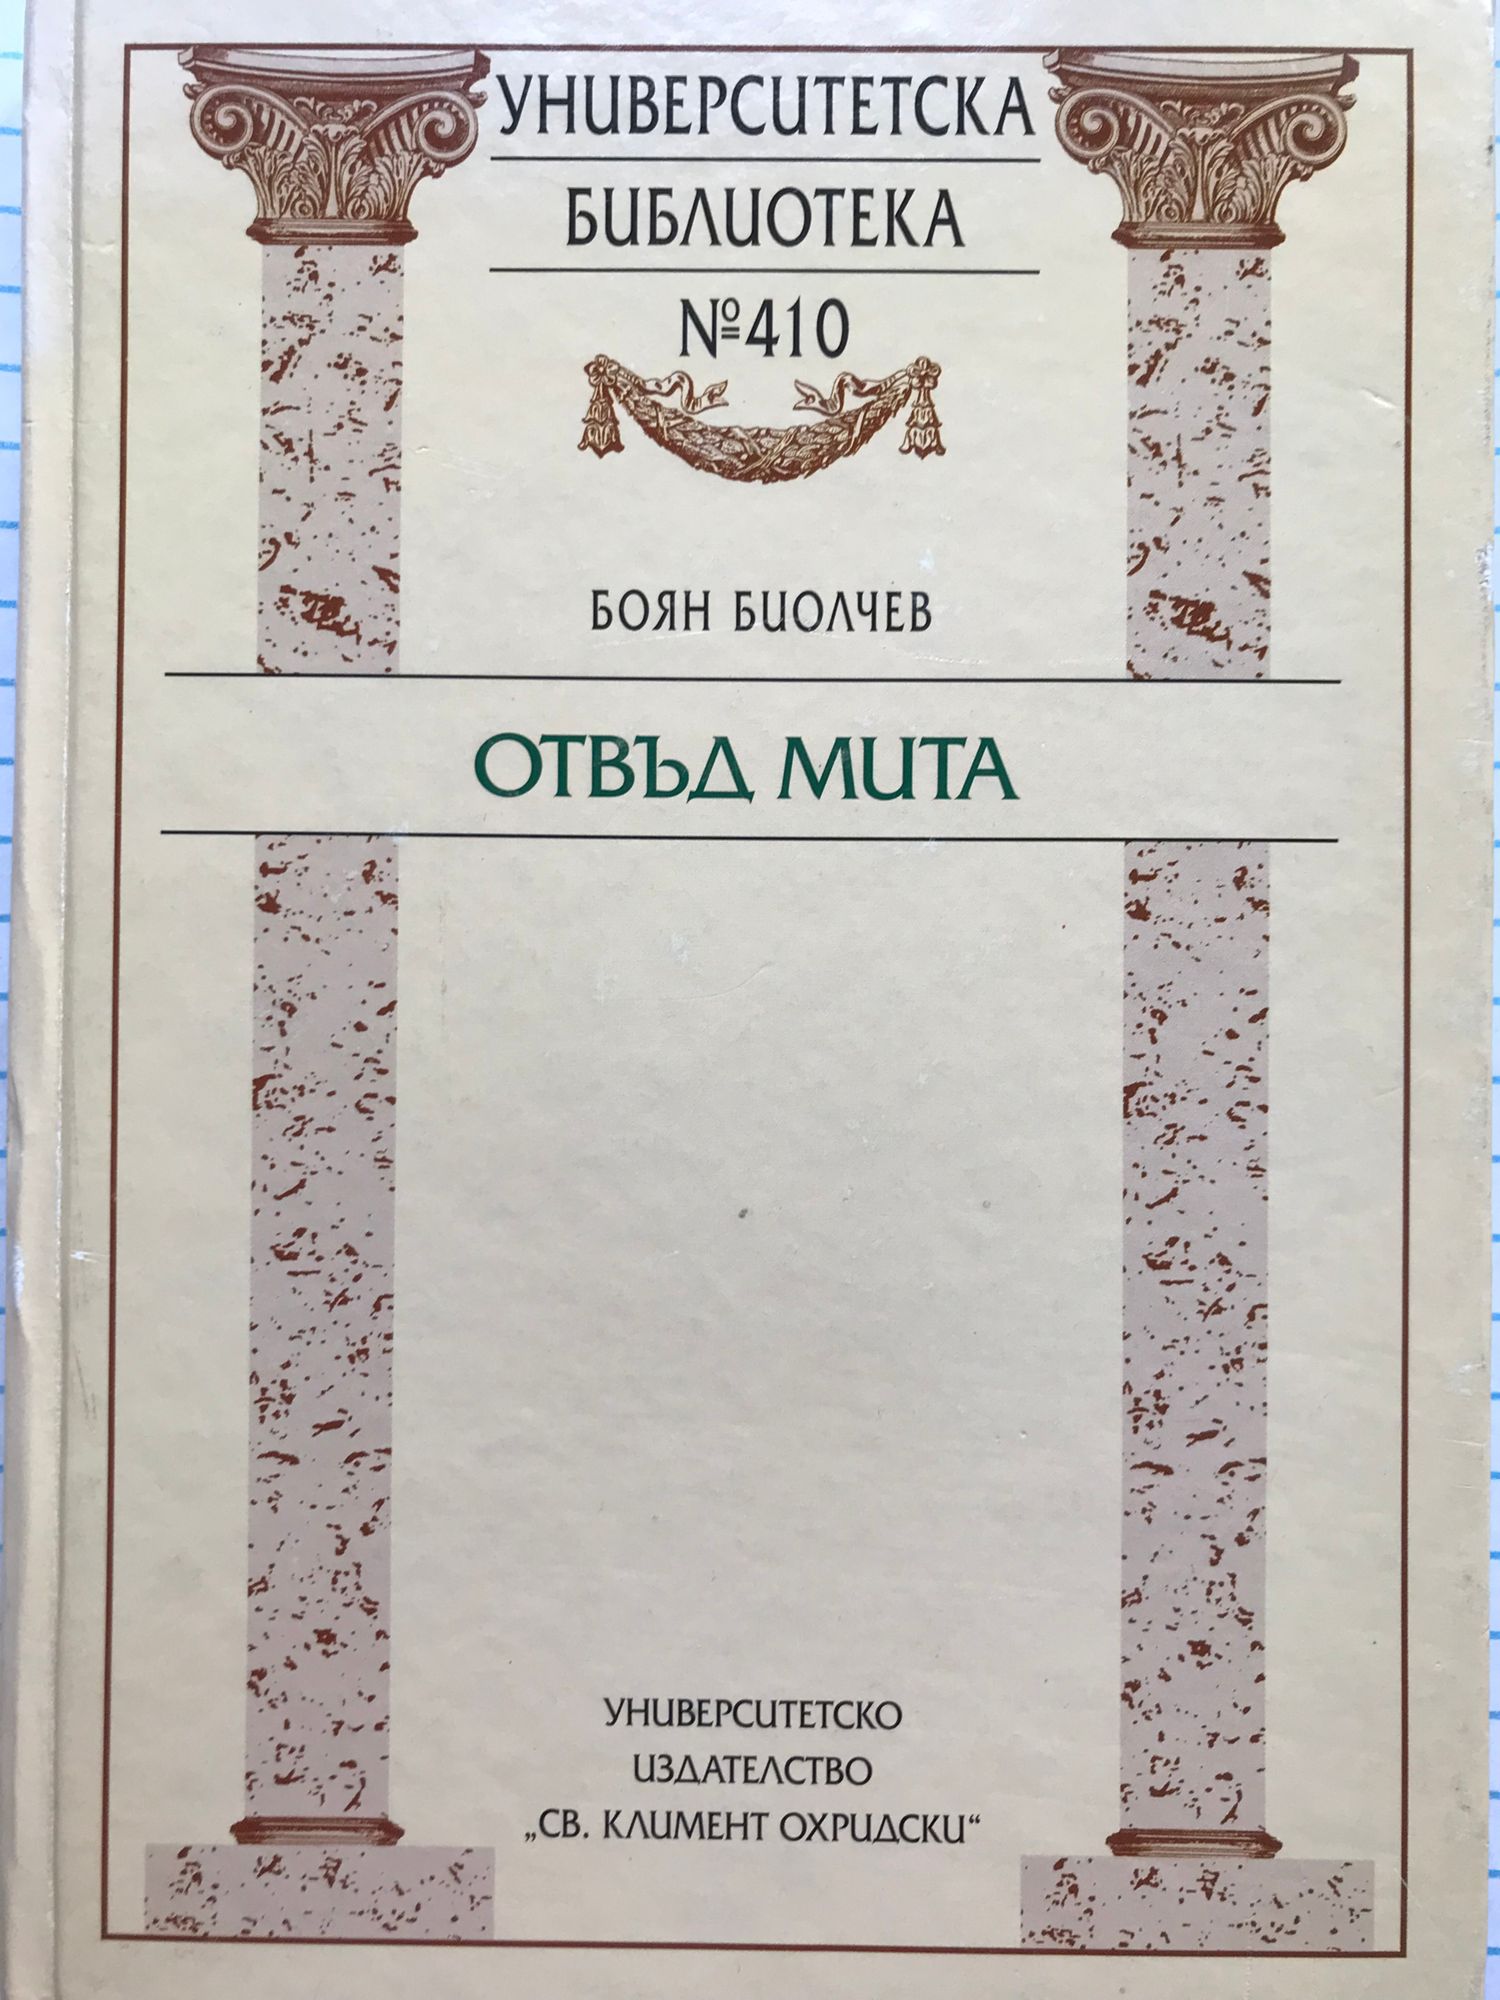 УНИВЕРСИТЕТСКА
БИБЛИОТЕКА
№410
БОЯН БИОЛЧЕВ
ОТВЪД МИТА
УНИВЕРСИТЕТСКО
ИЗДАТЕЛСТВО
„СВ. КЛИМЕНТ ОХРИДСКИ“